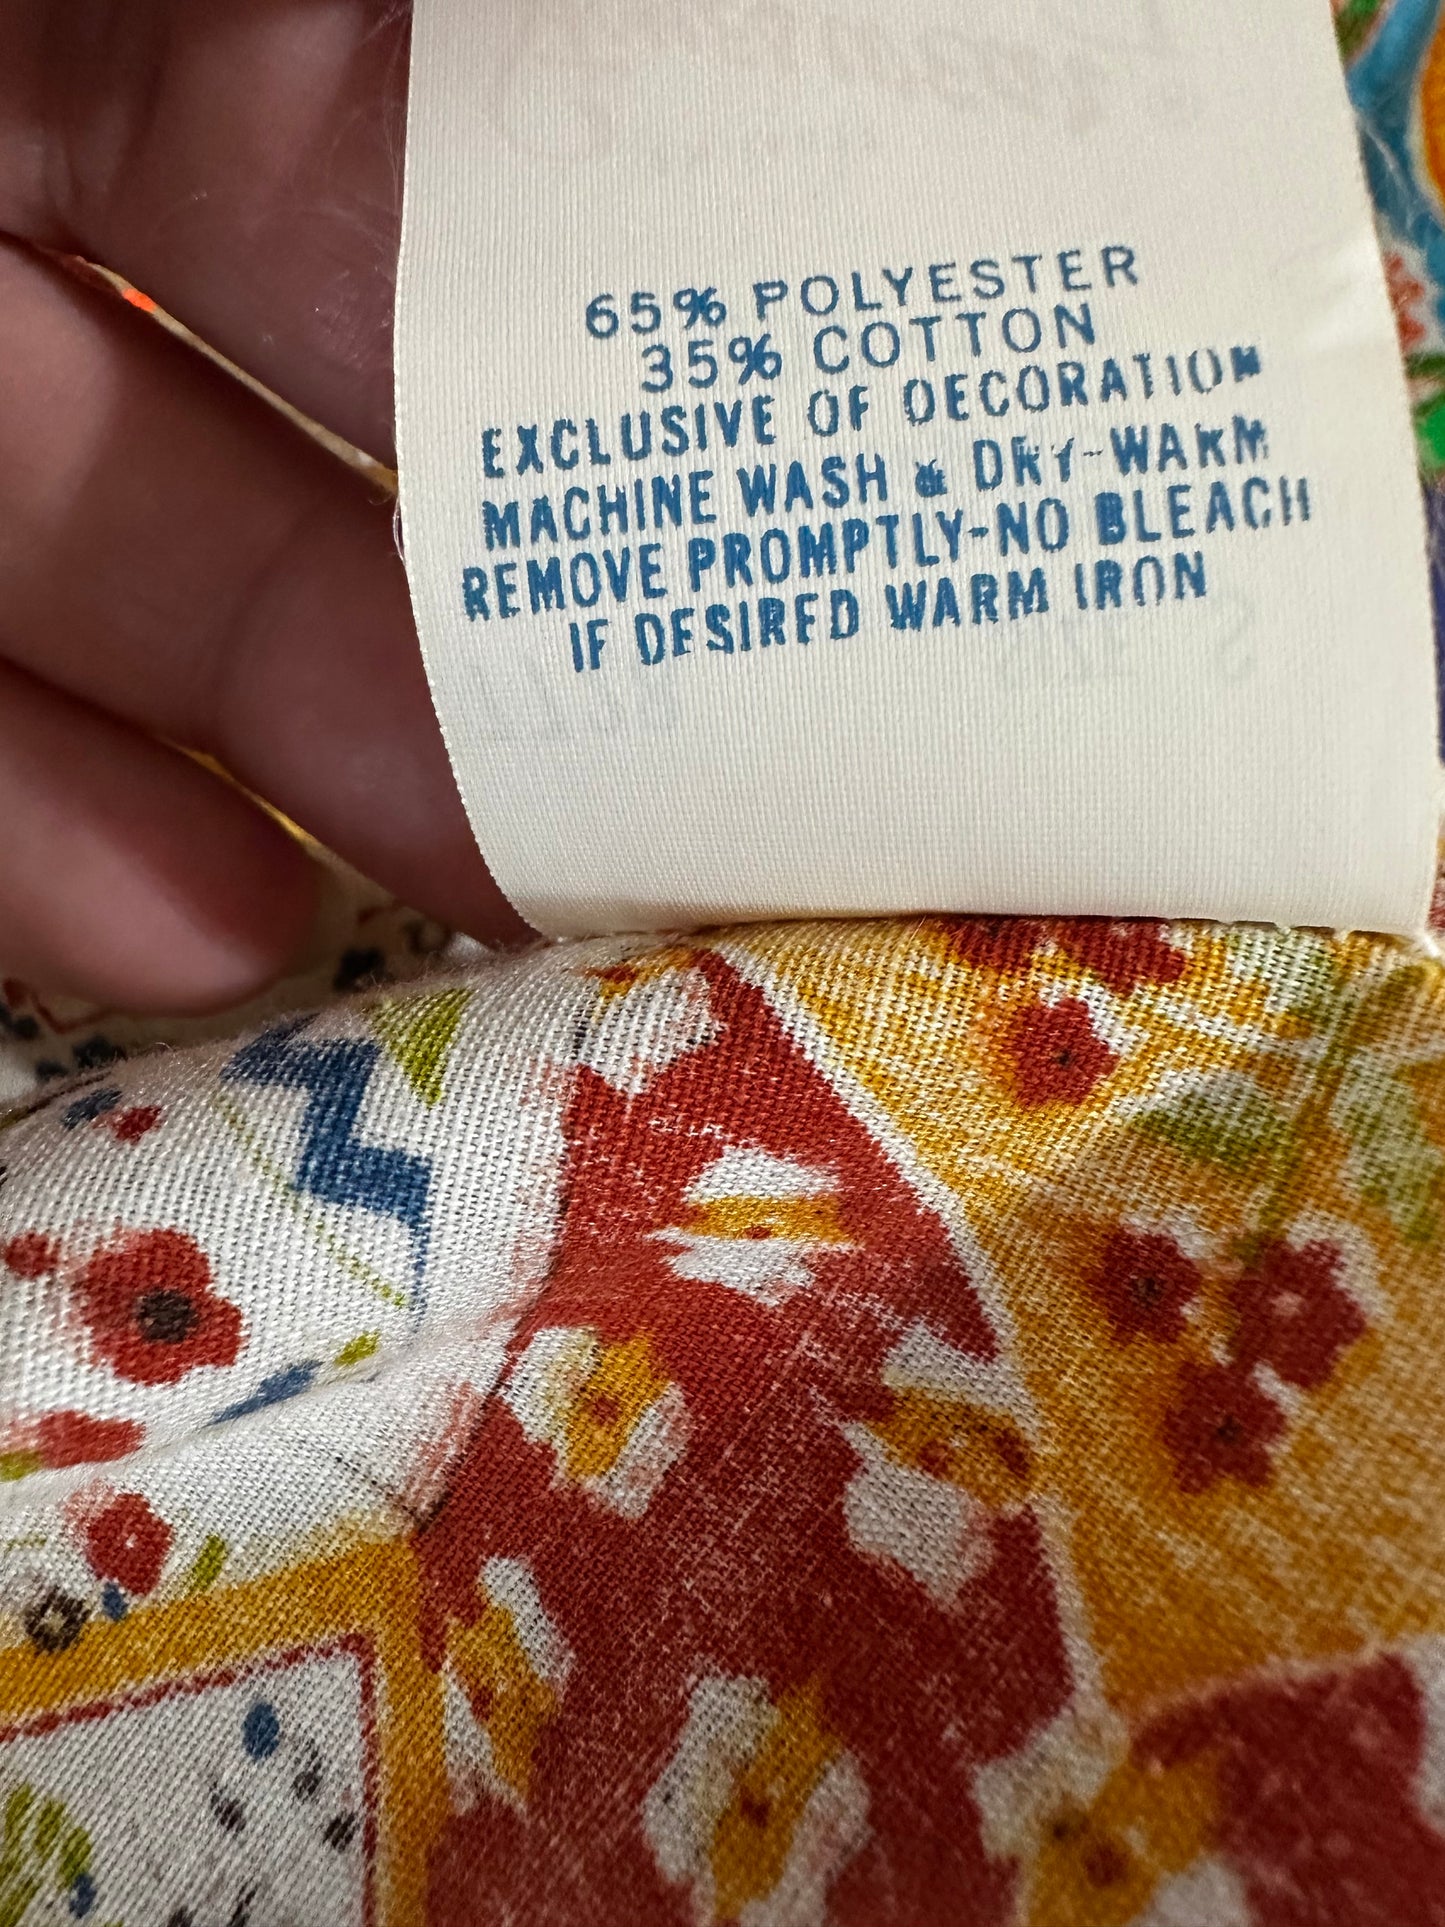 65% POLYESTER
35% COTTON
EXCLUSIVE OF DECORATION
MACHINE WASH & DRY-WARM
REMOVE PROMPTLY-NO BLEACH
IF DESIRED WARM IRON